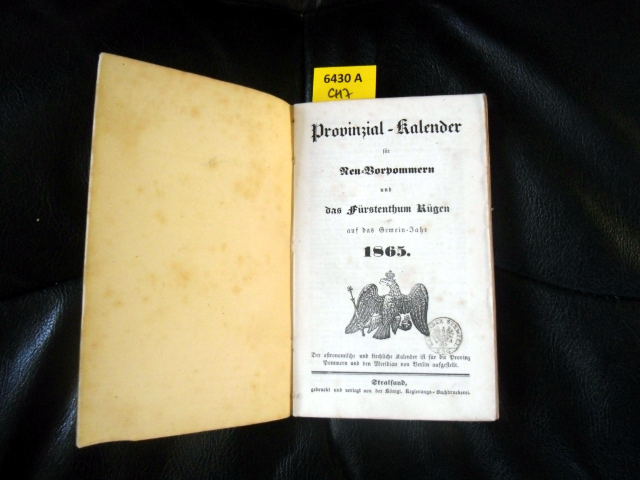 6430 A
CH7
Provinzial-Kalender
für
Neu-Vorpommern
und
das Fürstenthum Rügen
auf das Gemein-Jahr
1865.
Der astronomische und kirchliche Kalender ist für die Provinz
Pommern und den Meridian von Berlin aufgestellt.
Stralsund,
gedruckt und verlegt von der Königl. Regierungs-Buchdruckerei.